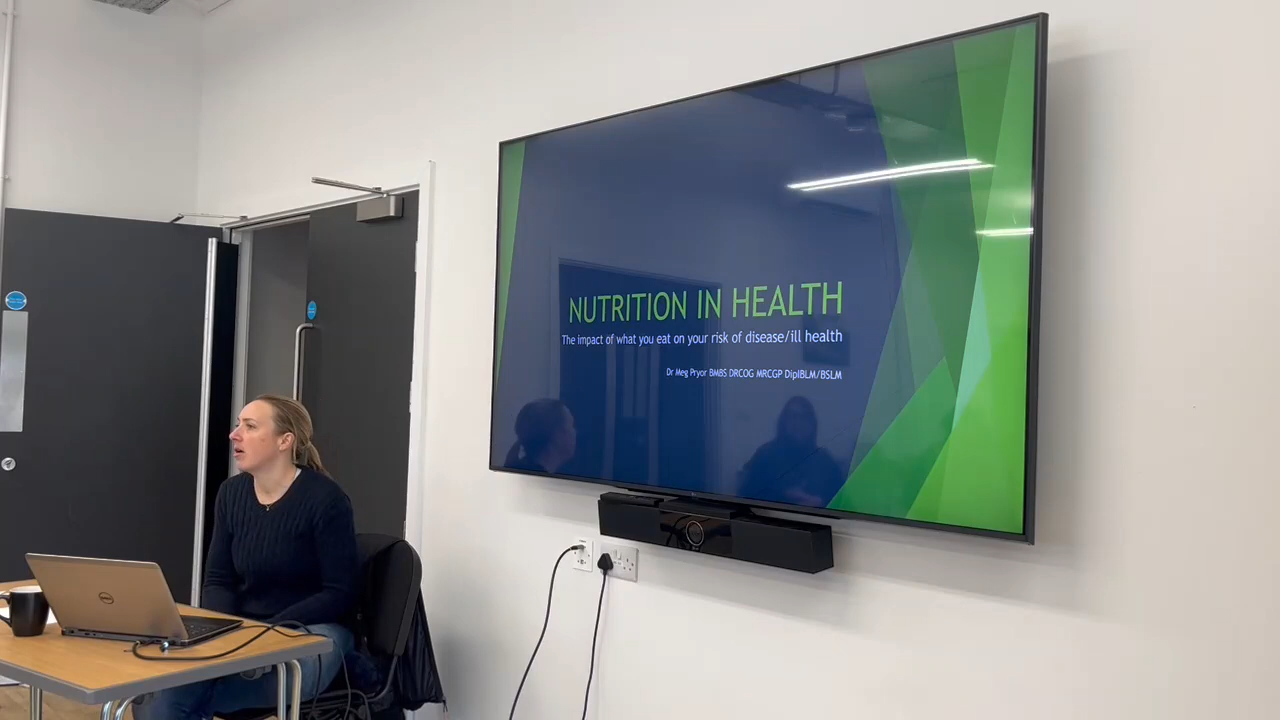 NUTRITION IN HEALTH
The impact of what you eat on your risk of disease/ill health
Dr Meg Pryor BMBS DRCOG MRCGP DipIBLM/BSLM
DELL